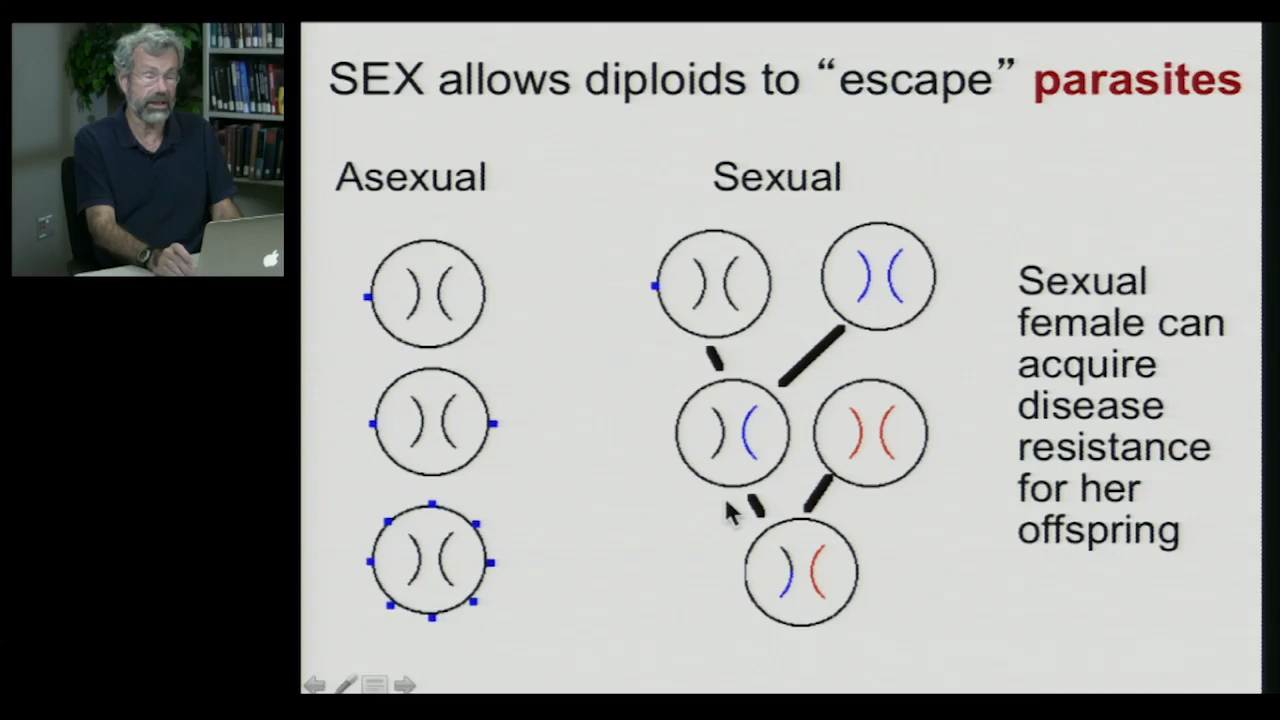 SEX allows diploids to “escape” parasites
Asexual
Sexual
Sexual
female can
acquire
disease
resistance
for her
offspring